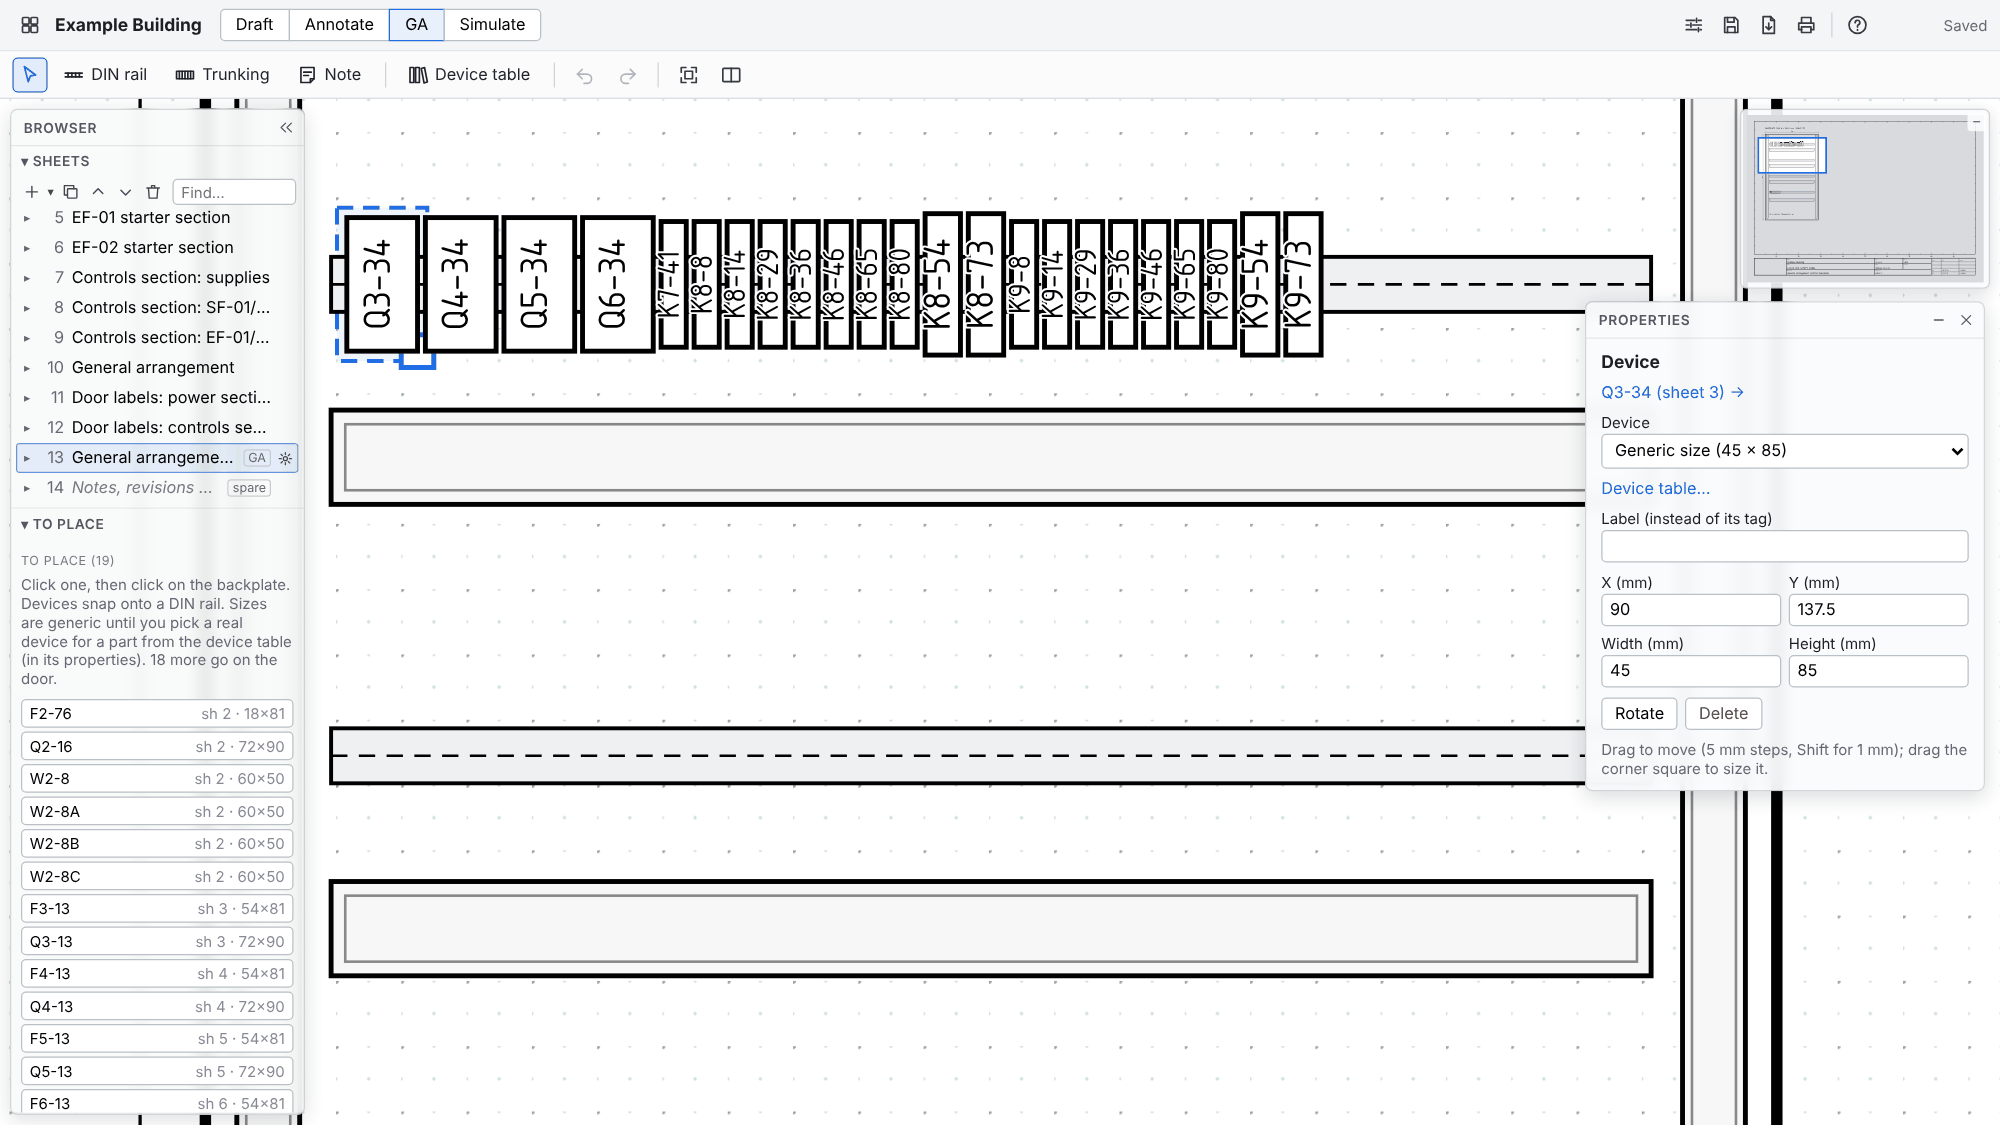 Example Building
Draft
Annotate
GA
Simulate
Saved
DIN rail
Trunking
Note
Device table
BROWSER
SHEETS
Find...
5 EF-01 starter section
6 EF-02 starter section
7 Controls section: supplies
8 Controls section: SF-01/...
9 Controls section: EF-01/...
10 General arrangement
11 Door labels: power secti...
12 Door labels: controls se...
13 General arrangeme... GA
14 Notes, revisions ... spare
TO PLACE
TO PLACE (19)
Click one, then click on the backplate.
Devices snap onto a DIN rail. Sizes
are generic until you pick a real
device for a part from the device table
(in its properties). 18 more go on the
door.
F2-76 sh 2 · 18×81
Q2-16 sh 2 · 72×90
W2-8 sh 2 · 60×50
W2-8A sh 2 · 60×50
W2-8B sh 2 · 60×50
W2-8C sh 2 · 60×50
F3-13 sh 3 · 54×81
Q3-13 sh 3 · 72×90
F4-13 sh 4 · 54×81
Q4-13 sh 4 · 72×90
F5-13 sh 5 · 54×81
Q5-13 sh 5 · 72×90
F6-13 sh 6 · 54×81
Q3-34
Q4-34
Q5-34
Q6-34
K7-41
K8-8
K8-14
K8-29
K8-36
K8-46
K8-65
K8-80
K8-54
K8-73
K9-8
K9-14
K9-29
K9-36
K9-46
K9-65
K9-80
K9-54
K9-73
PROPERTIES
Device
Q3-34 (sheet 3) →
Device
Generic size (45 × 85)
Device table...
Label (instead of its tag)
X (mm) Y (mm)
90 137.5
Width (mm) Height (mm)
45 85
Rotate Delete
Drag to move (5 mm steps, Shift for 1 mm); drag the
corner square to size it.